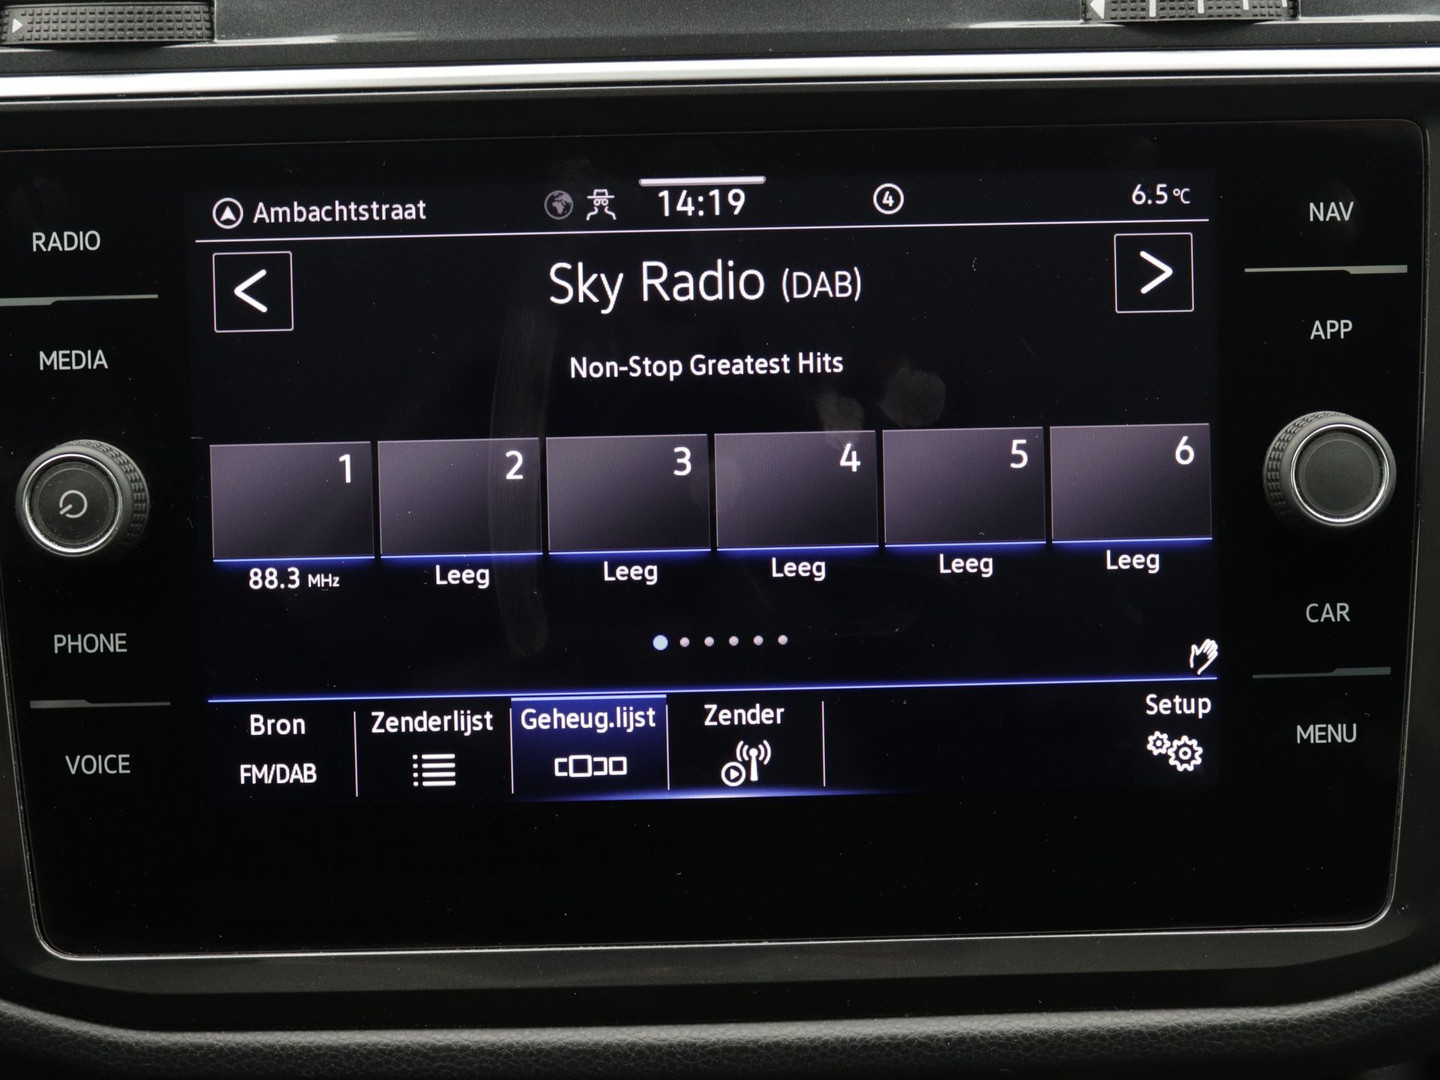 Ambachtstraat 14:19 4 6.5 °C
RADIO
NAV
< Sky Radio (DAB) >
MEDIA
APP
Non-Stop Greatest Hits
1 2 3 4 5 6
88.3 MHz Leeg Leeg Leeg Leeg Leeg
PHONE
CAR
Bron Zenderlijst Geheug.lijst Zender Setup
FM/DAB
VOICE
MENU